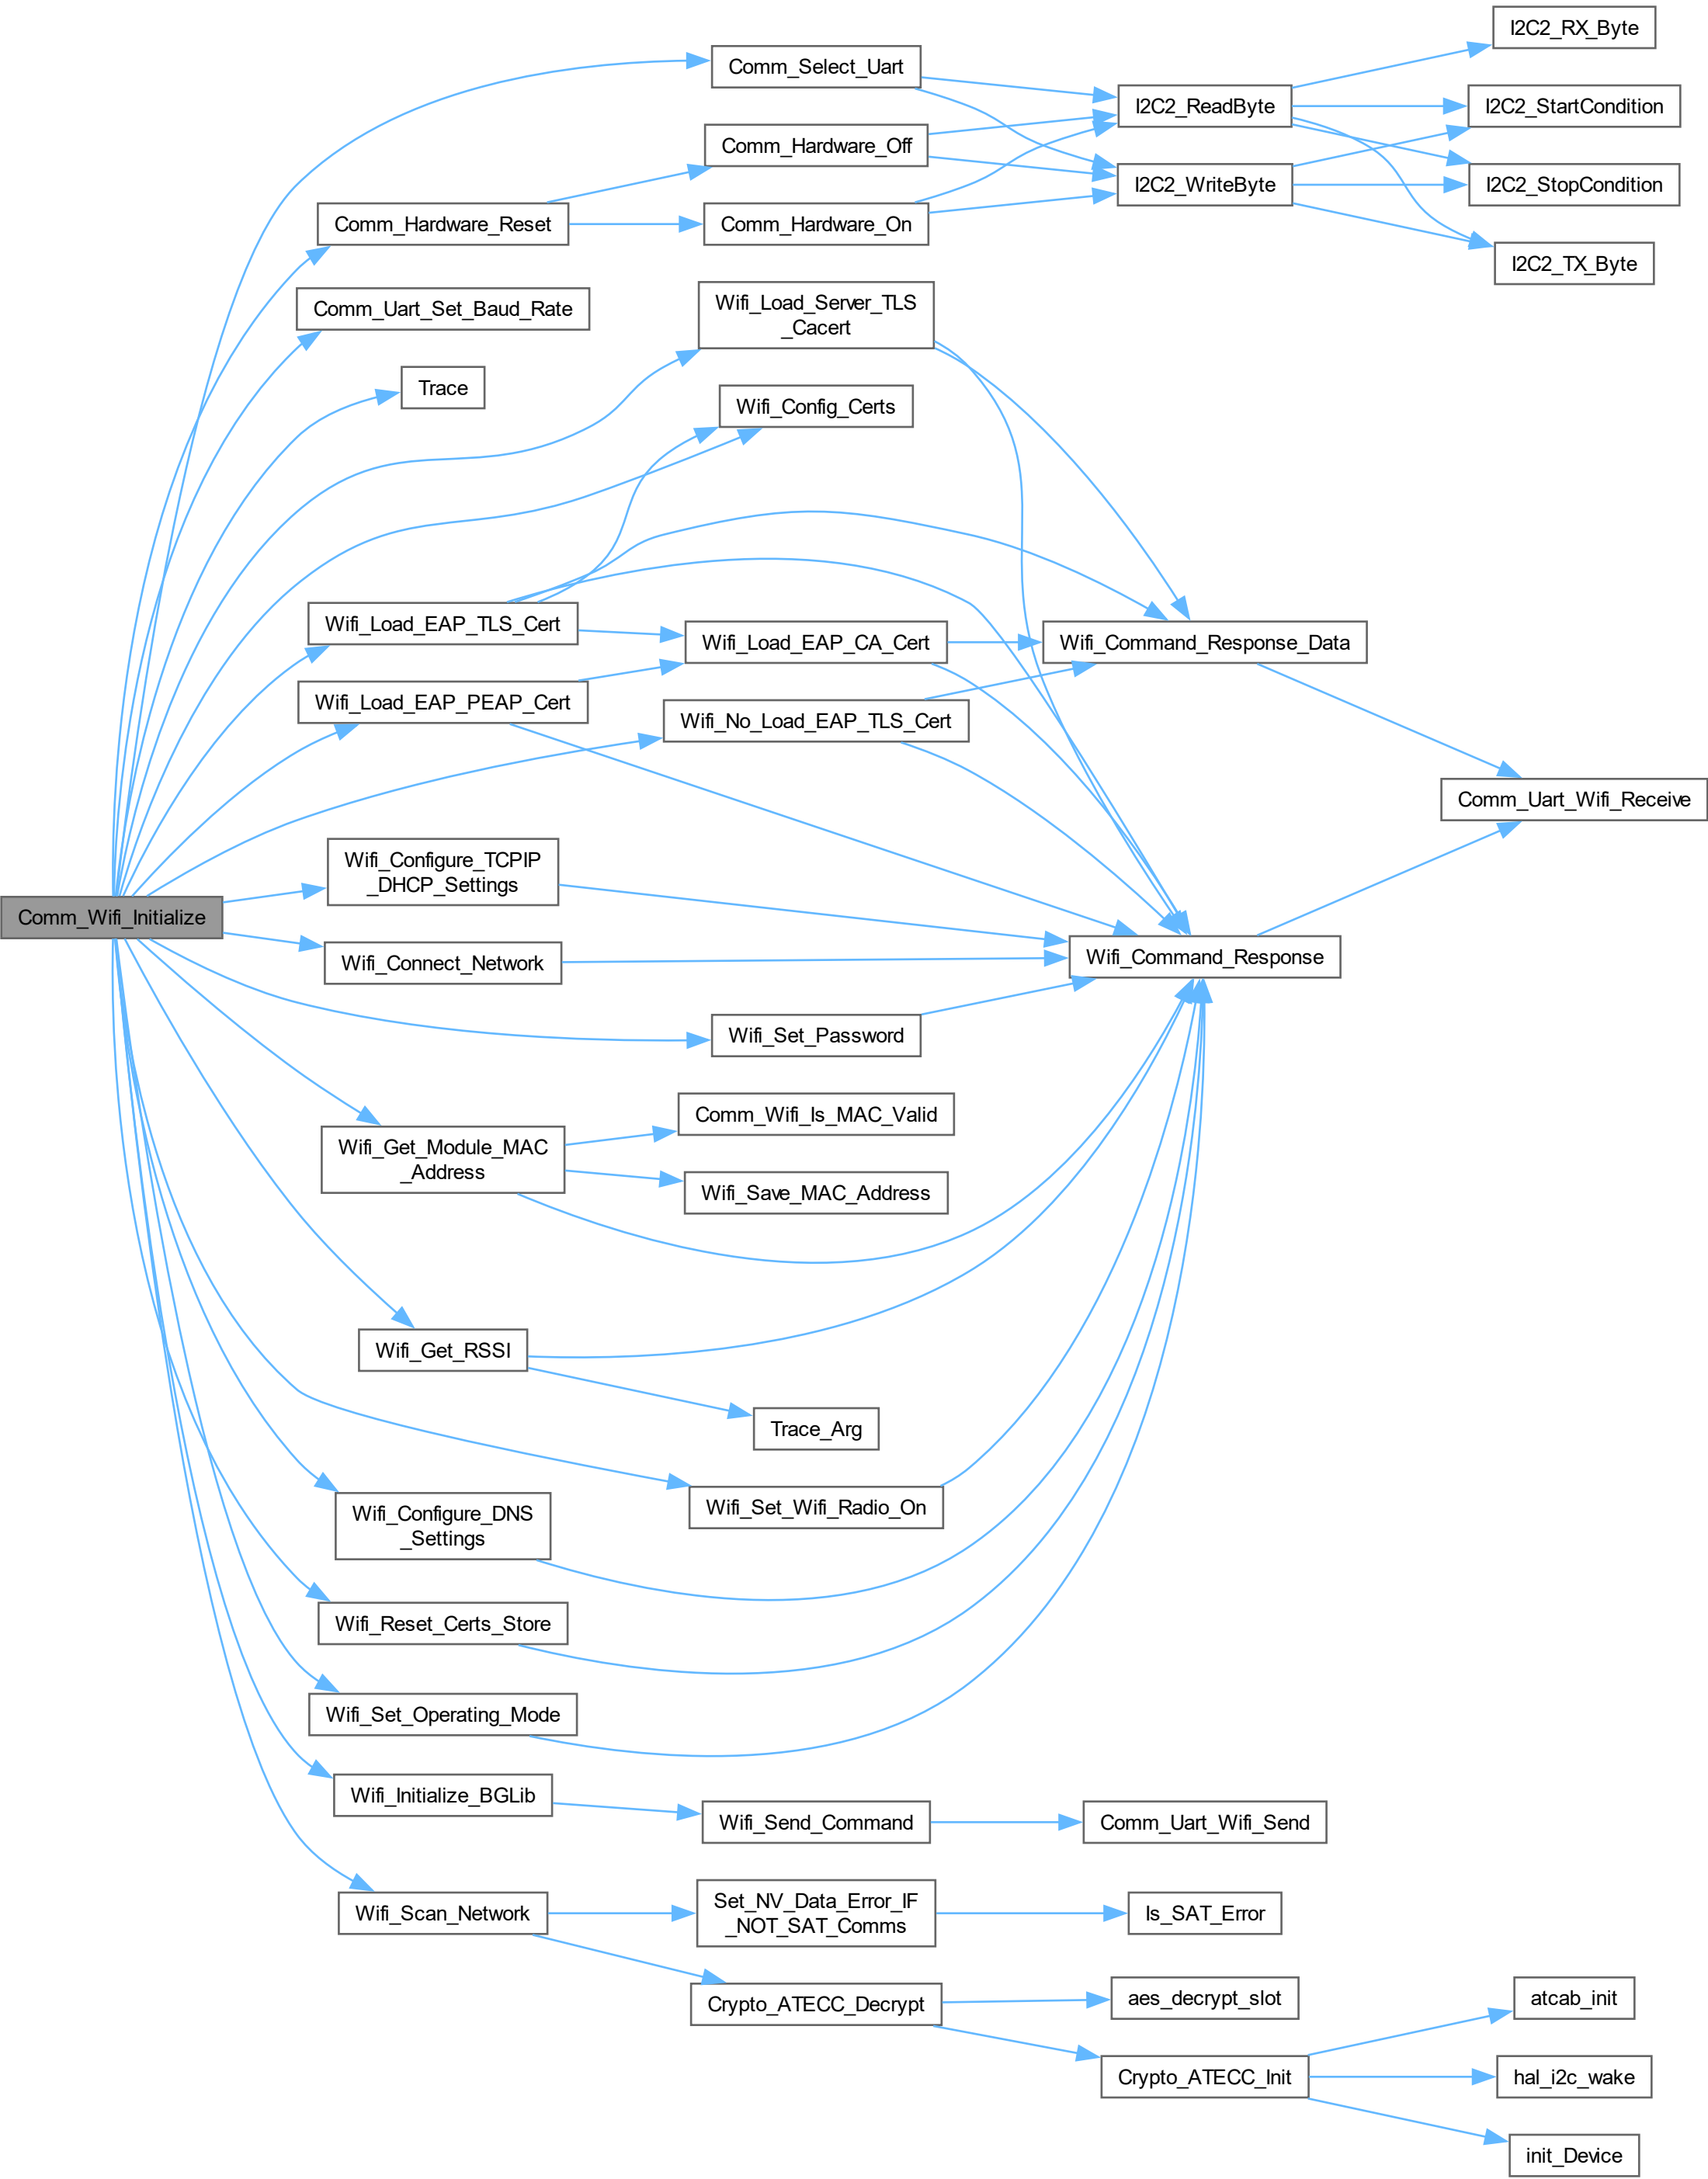 I2C2_RX_Byte
Comm_Select_Uart
I2C2_ReadByte
I2C2_StartCondition
Comm_Hardware_Off
I2C2_WriteByte
I2C2_StopCondition
Comm_Hardware_Reset
Comm_Hardware_On
I2C2_TX_Byte
Comm_Uart_Set_Baud_Rate
Wifi_Load_Server_TLS
_Cacert
Trace
Wifi_Config_Certs
Wifi_Load_EAP_TLS_Cert
Wifi_Load_EAP_CA_Cert
Wifi_Command_Response_Data
Wifi_Load_EAP_PEAP_Cert
Wifi_No_Load_EAP_TLS_Cert
Comm_Uart_Wifi_Receive
Wifi_Configure_TCPIP
_DHCP_Settings
Comm_Wifi_Initialize
Wifi_Connect_Network
Wifi_Command_Response
Wifi_Set_Password
Comm_Wifi_Is_MAC_Valid
Wifi_Get_Module_MAC
_Address
Wifi_Save_MAC_Address
Wifi_Get_RSSI
Trace_Arg
Wifi_Set_Wifi_Radio_On
Wifi_Configure_DNS
_Settings
Wifi_Reset_Certs_Store
Wifi_Set_Operating_Mode
Wifi_Initialize_BGLib
Wifi_Send_Command
Comm_Uart_Wifi_Send
Wifi_Scan_Network
Set_NV_Data_Error_IF
_NOT_SAT_Comms
Is_SAT_Error
Crypto_ATECC_Decrypt
aes_decrypt_slot
atcab_init
Crypto_ATECC_Init
hal_i2c_wake
init_Device